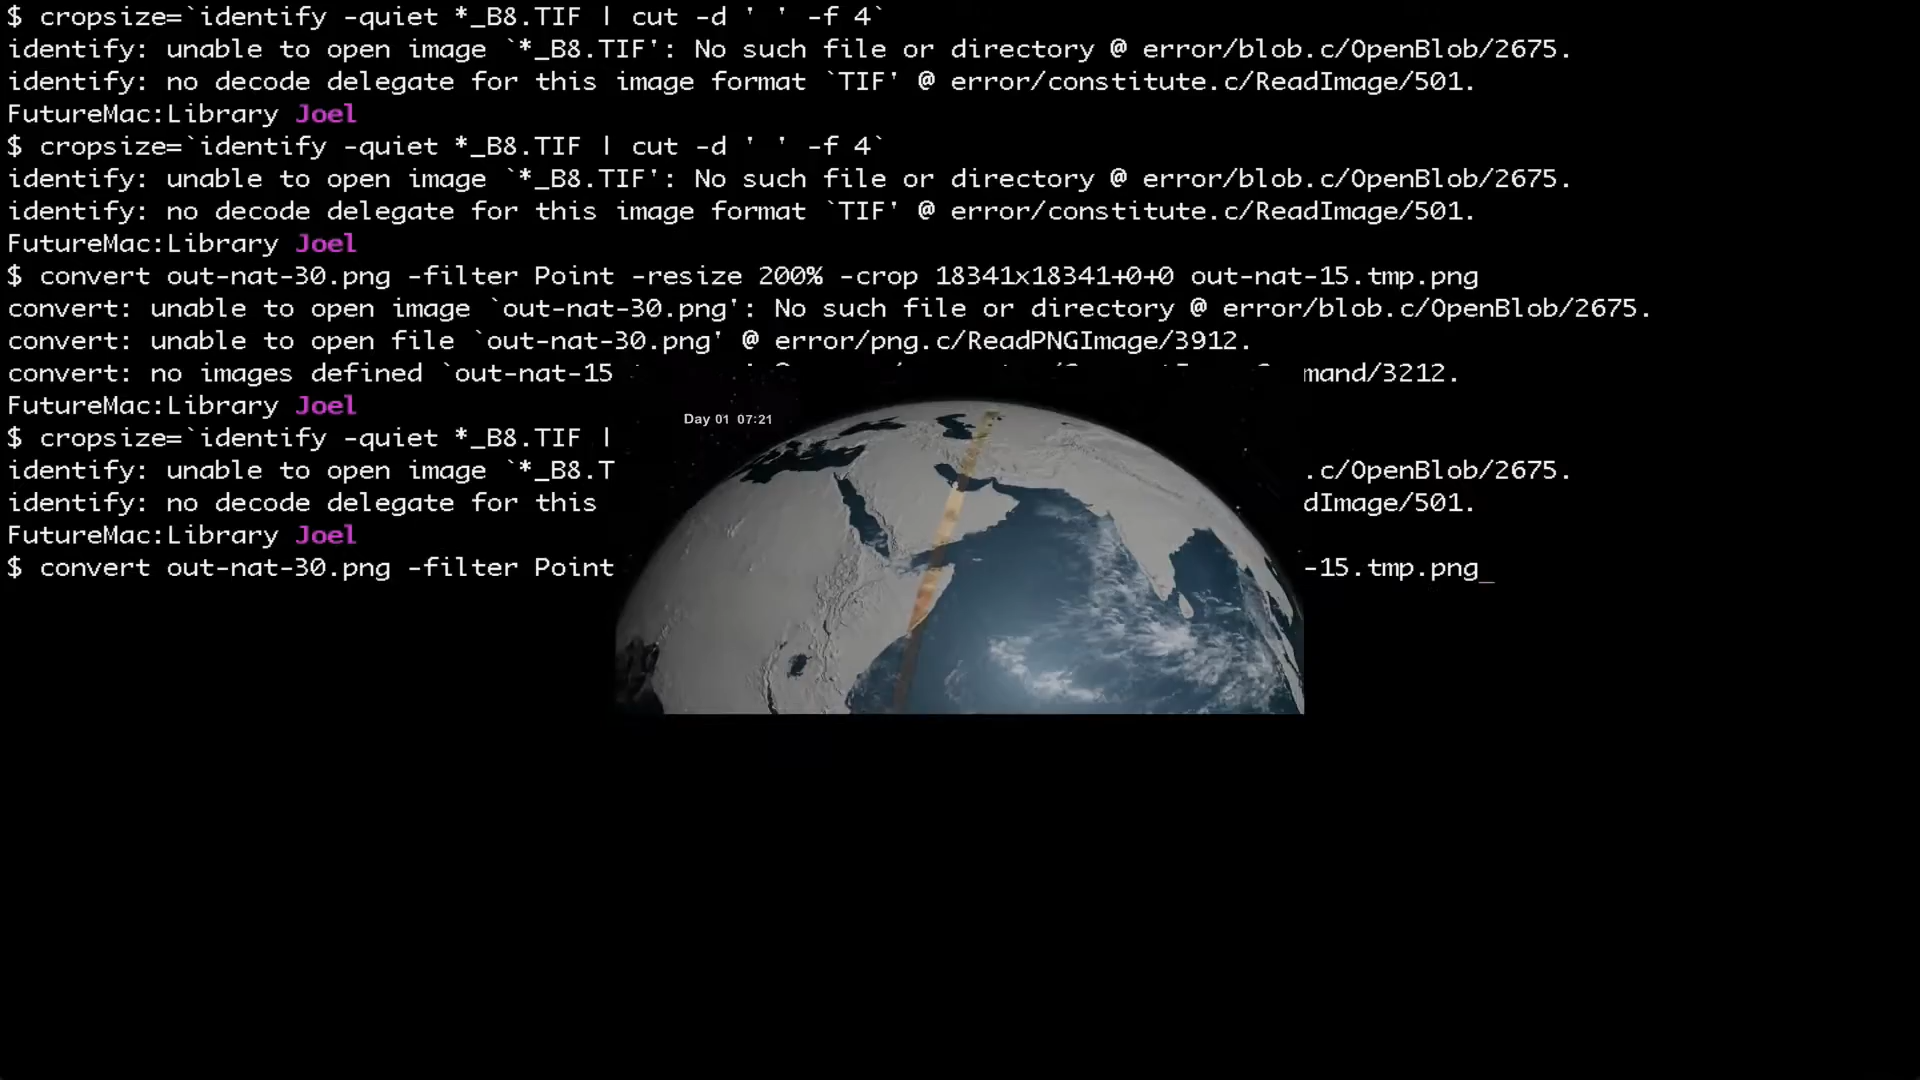 $ cropsize=`identify -quiet *_B8.TIF | cut -d ' ' -f 4`
identify: unable to open image `*_B8.TIF': No such file or directory @ error/blob.c/OpenBlob/2675.
identify: no decode delegate for this image format `TIF' @ error/constitute.c/ReadImage/501.
FutureMac:Library Joel
$ cropsize=`identify -quiet *_B8.TIF | cut -d ' ' -f 4`
identify: unable to open image `*_B8.TIF': No such file or directory @ error/blob.c/OpenBlob/2675.
identify: no decode delegate for this image format `TIF' @ error/constitute.c/ReadImage/501.
FutureMac:Library Joel
$ convert out-nat-30.png -filter Point -resize 200% -crop 18341x18341+0+0 out-nat-15.tmp.png
convert: unable to open image `out-nat-30.png': No such file or directory @ error/blob.c/OpenBlob/2675.
convert: unable to open file `out-nat-30.png' @ error/png.c/ReadPNGImage/3912.
convert: no images defined `out-nat-15 mand/3212.
FutureMac:Library Joel
Day 01 07:21
$ cropsize=`identify -quiet *_B8.TIF |
identify: unable to open image `*_B8.T .c/OpenBlob/2675.
identify: no decode delegate for this dImage/501.
FutureMac:Library Joel
$ convert out-nat-30.png -filter Point -15.tmp.png_